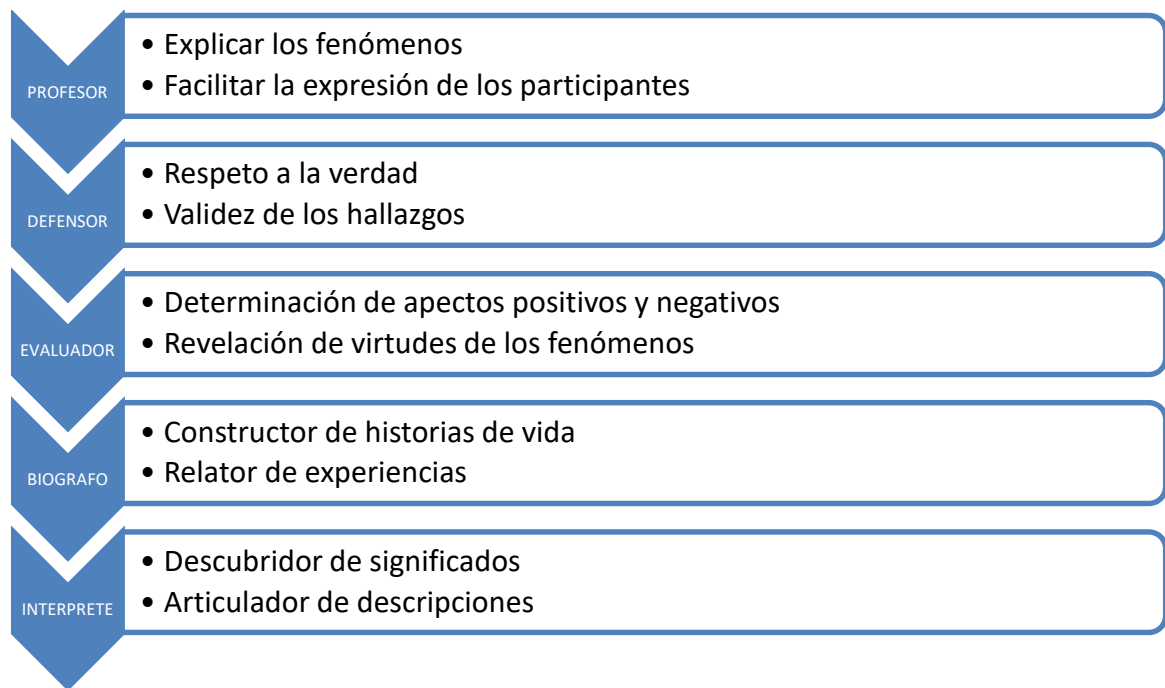 PROFESOR
• Explicar los fenómenos
• Facilitar la expresión de los participantes
DEFENSOR
• Respeto a la verdad
• Validez de los hallazgos
EVALUADOR
• Determinación de apectos positivos y negativos
• Revelación de virtudes de los fenómenos
BIOGRAFO
• Constructor de historias de vida
• Relator de experiencias
INTERPRETE
• Descubridor de significados
• Articulador de descripciones